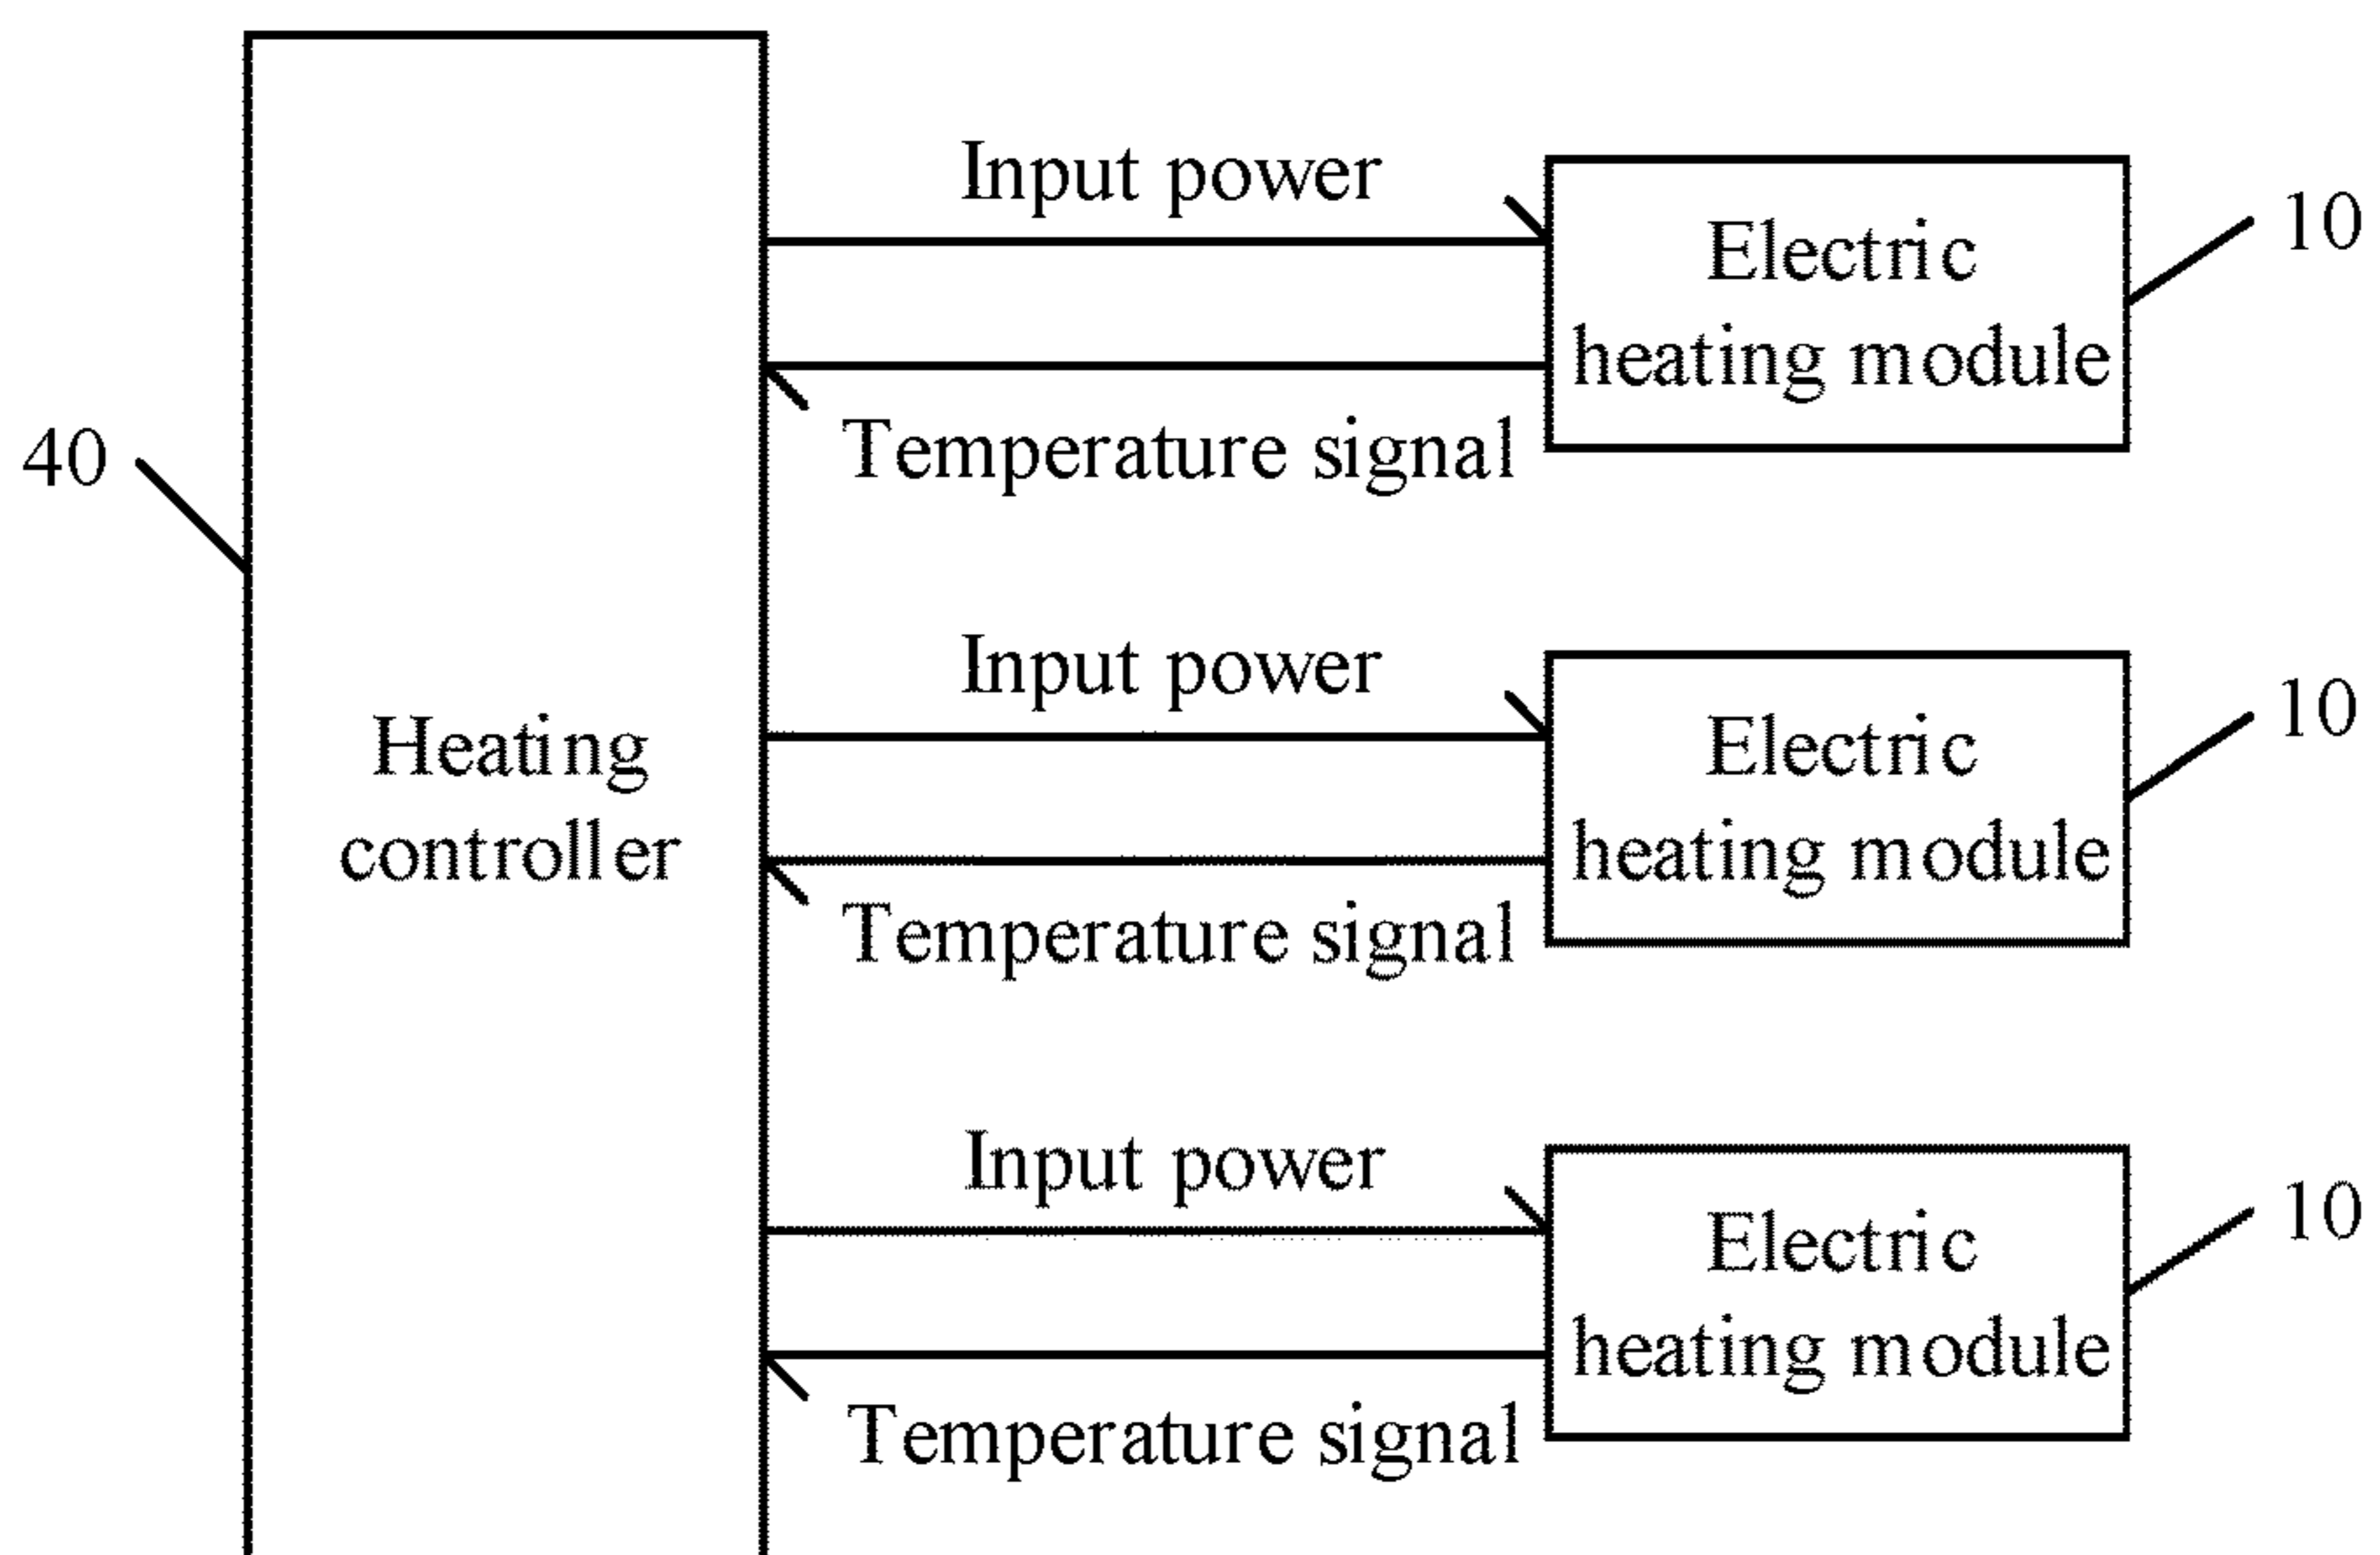 Input power
Electric
heating module
10
Temperature signal
40
Heating
controller
Input power
Electric
heating module
10
Temperature signal
Input power
Electric
heating module
10
Temperature signal